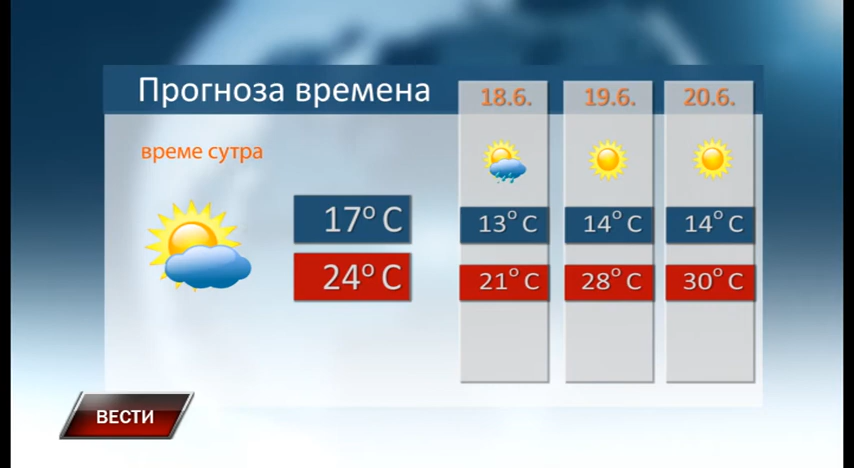 Прогноза времена
време сутра
17° C
24° C
18.6.
13° C
21° C
19.6.
14° C
28° C
20.6.
14° C
30° C
ВЕСТИ